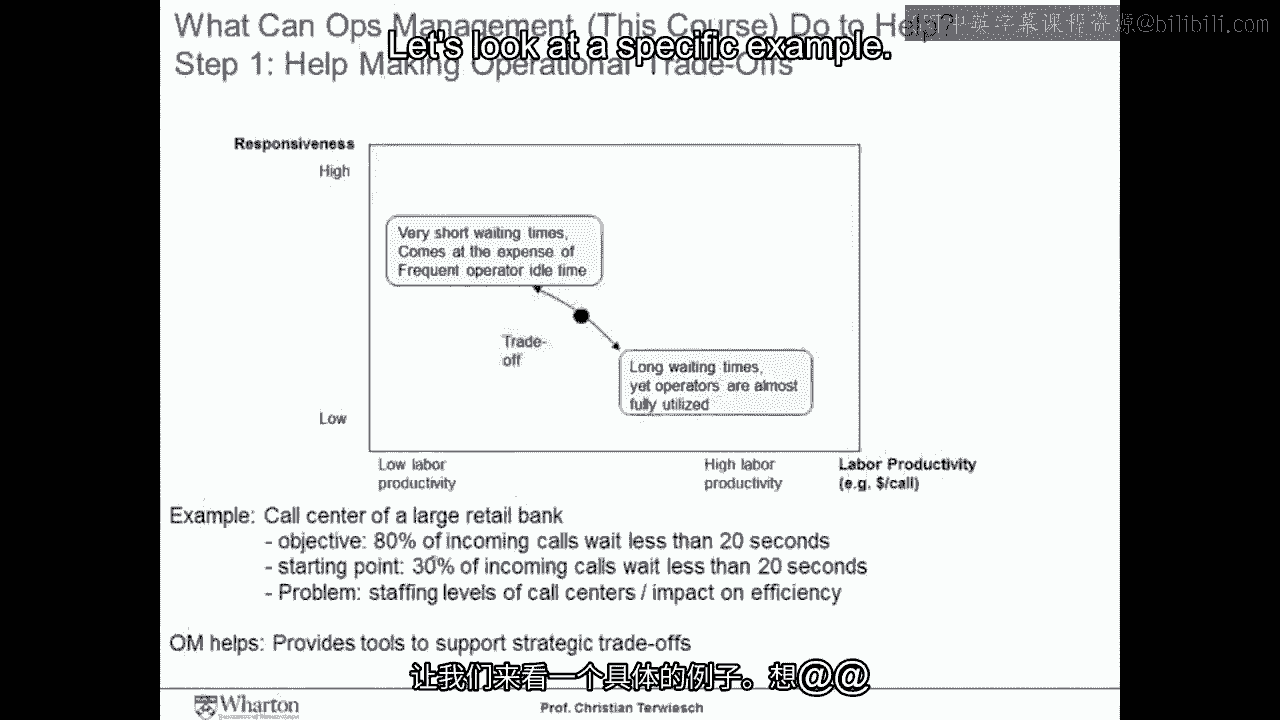 What Can Ops Management (This Course) Do to Help?
中英字幕课程资源@bilibili.com
Let's look at a specific example.
Step 1: Help Making Operational Trade-Offs
Responsiveness
High
Very short waiting times,
Comes at the expense of
Frequent operator idle time
Trade-
off
Long waiting times,
yet operators are almost
fully utilized
Low
Low labor
productivity
High labor
productivity
Labor Productivity
(e.g. $/call)
Example: Call center of a large retail bank
- objective: 80% of incoming calls wait less than 20 seconds
- starting point: 30% of incoming calls wait less than 20 seconds
- Problem: staffing levels of call centers / impact on efficiency
OM helps: Provides tools to support strategic trade-offs
让我们来看一个具体的例子。想@@
Wharton
Prof. Christian Terwiesch